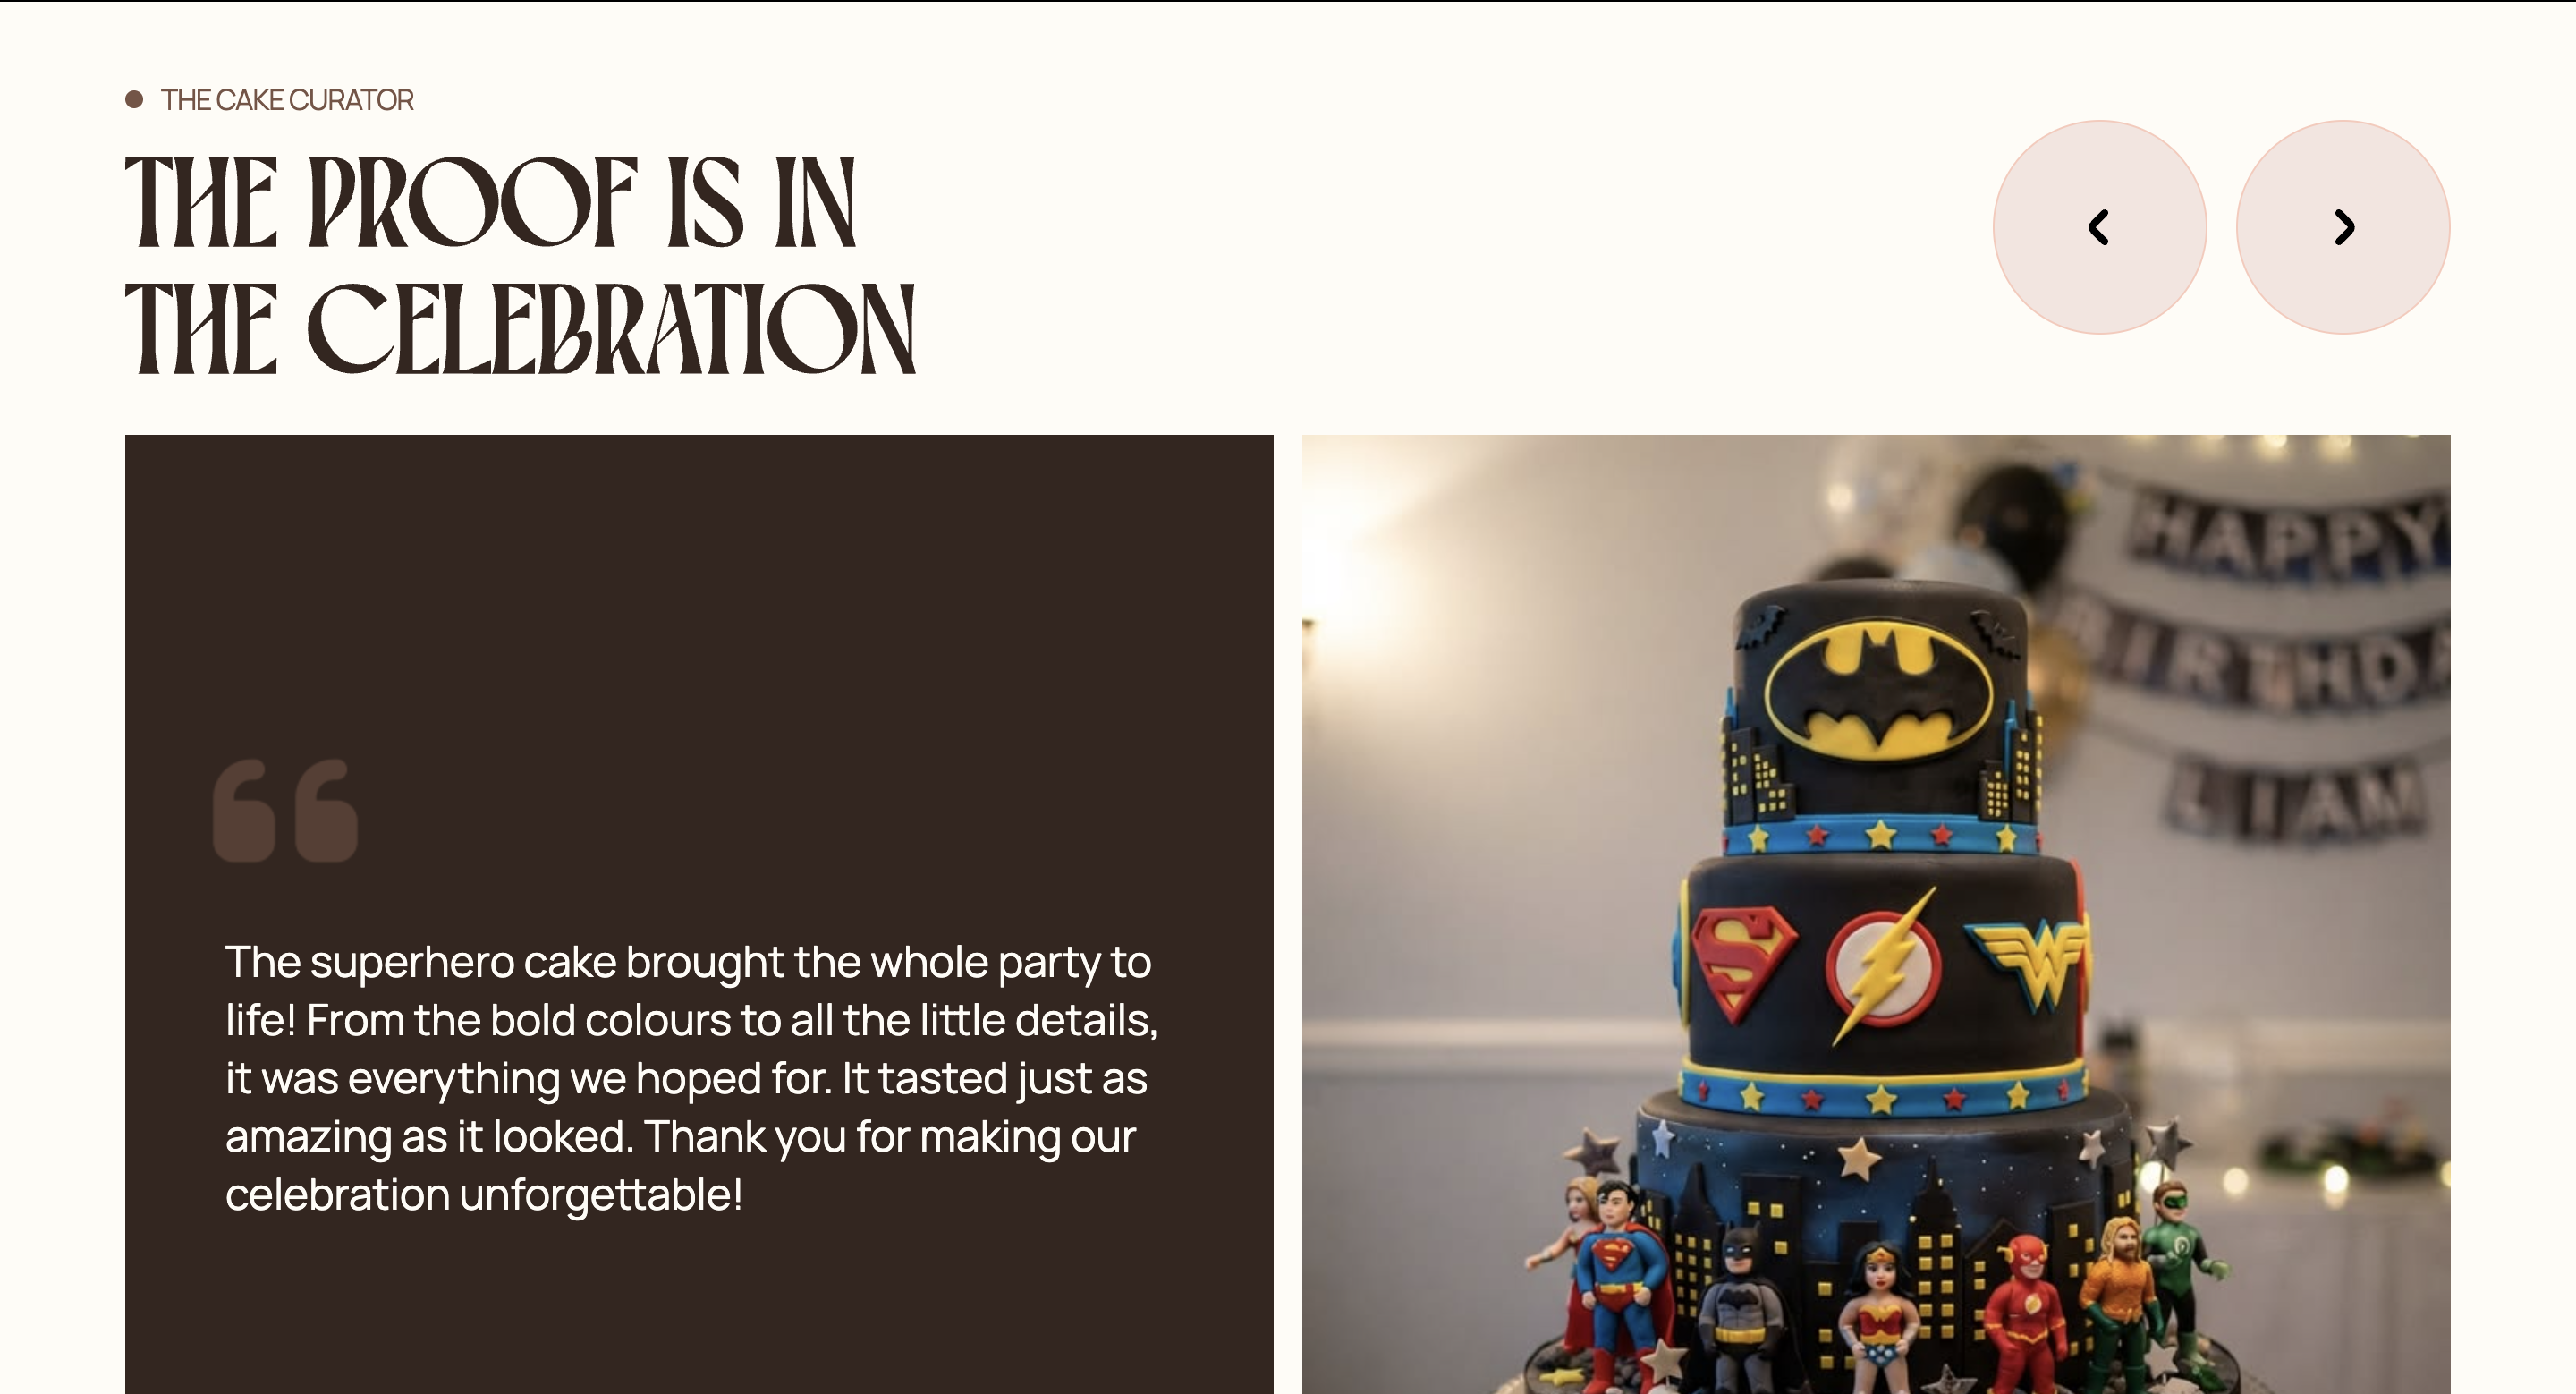 THE CAKE CURATOR
THE PROOF IS IN
THE CELEBRATION
The superhero cake brought the whole party to
life! From the bold colours to all the little details,
it was everything we hoped for. It tasted just as
amazing as it looked. Thank you for making our
celebration unforgettable!
HAPPY
BIRTHDA
LIAM
S
W